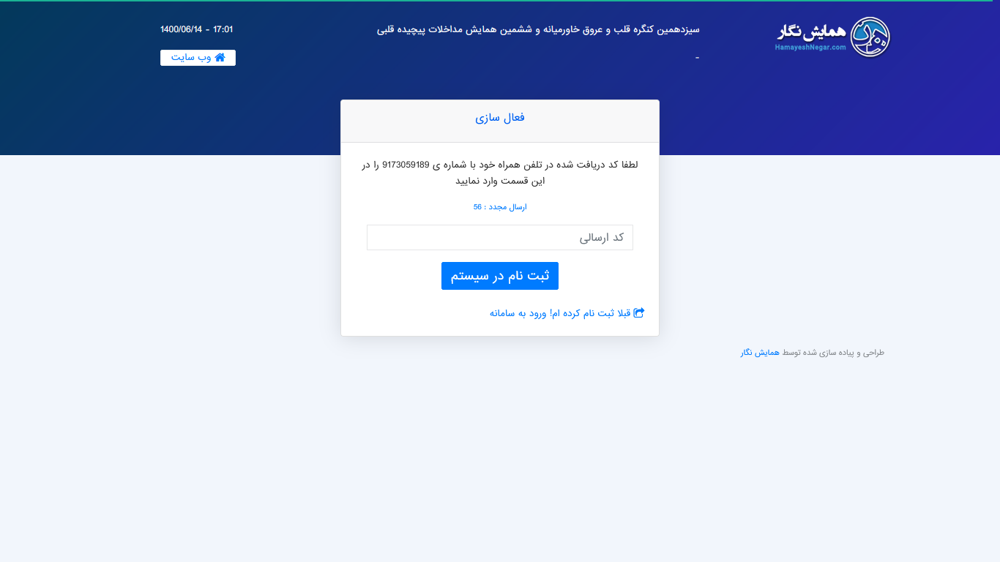 همایش نگار
HamayeshNegar.com
سیزدهمین کنگره قلب و عروق خاورمیانه و ششمین همایش مداخلات پیچیده قلبی
-
1400/06/14 - 17:01
وب سایت
فعال سازی
لطفا کد دریافت شده در تلفن همراه خود با شماره ی 9173059189 را در
این قسمت وارد نمایید
ارسال مجدد : 56
کد ارسالی
ثبت نام در سیستم
قبلا ثبت نام کرده ام! ورود به سامانه
طراحی و پیاده سازی شده توسط همایش نگار